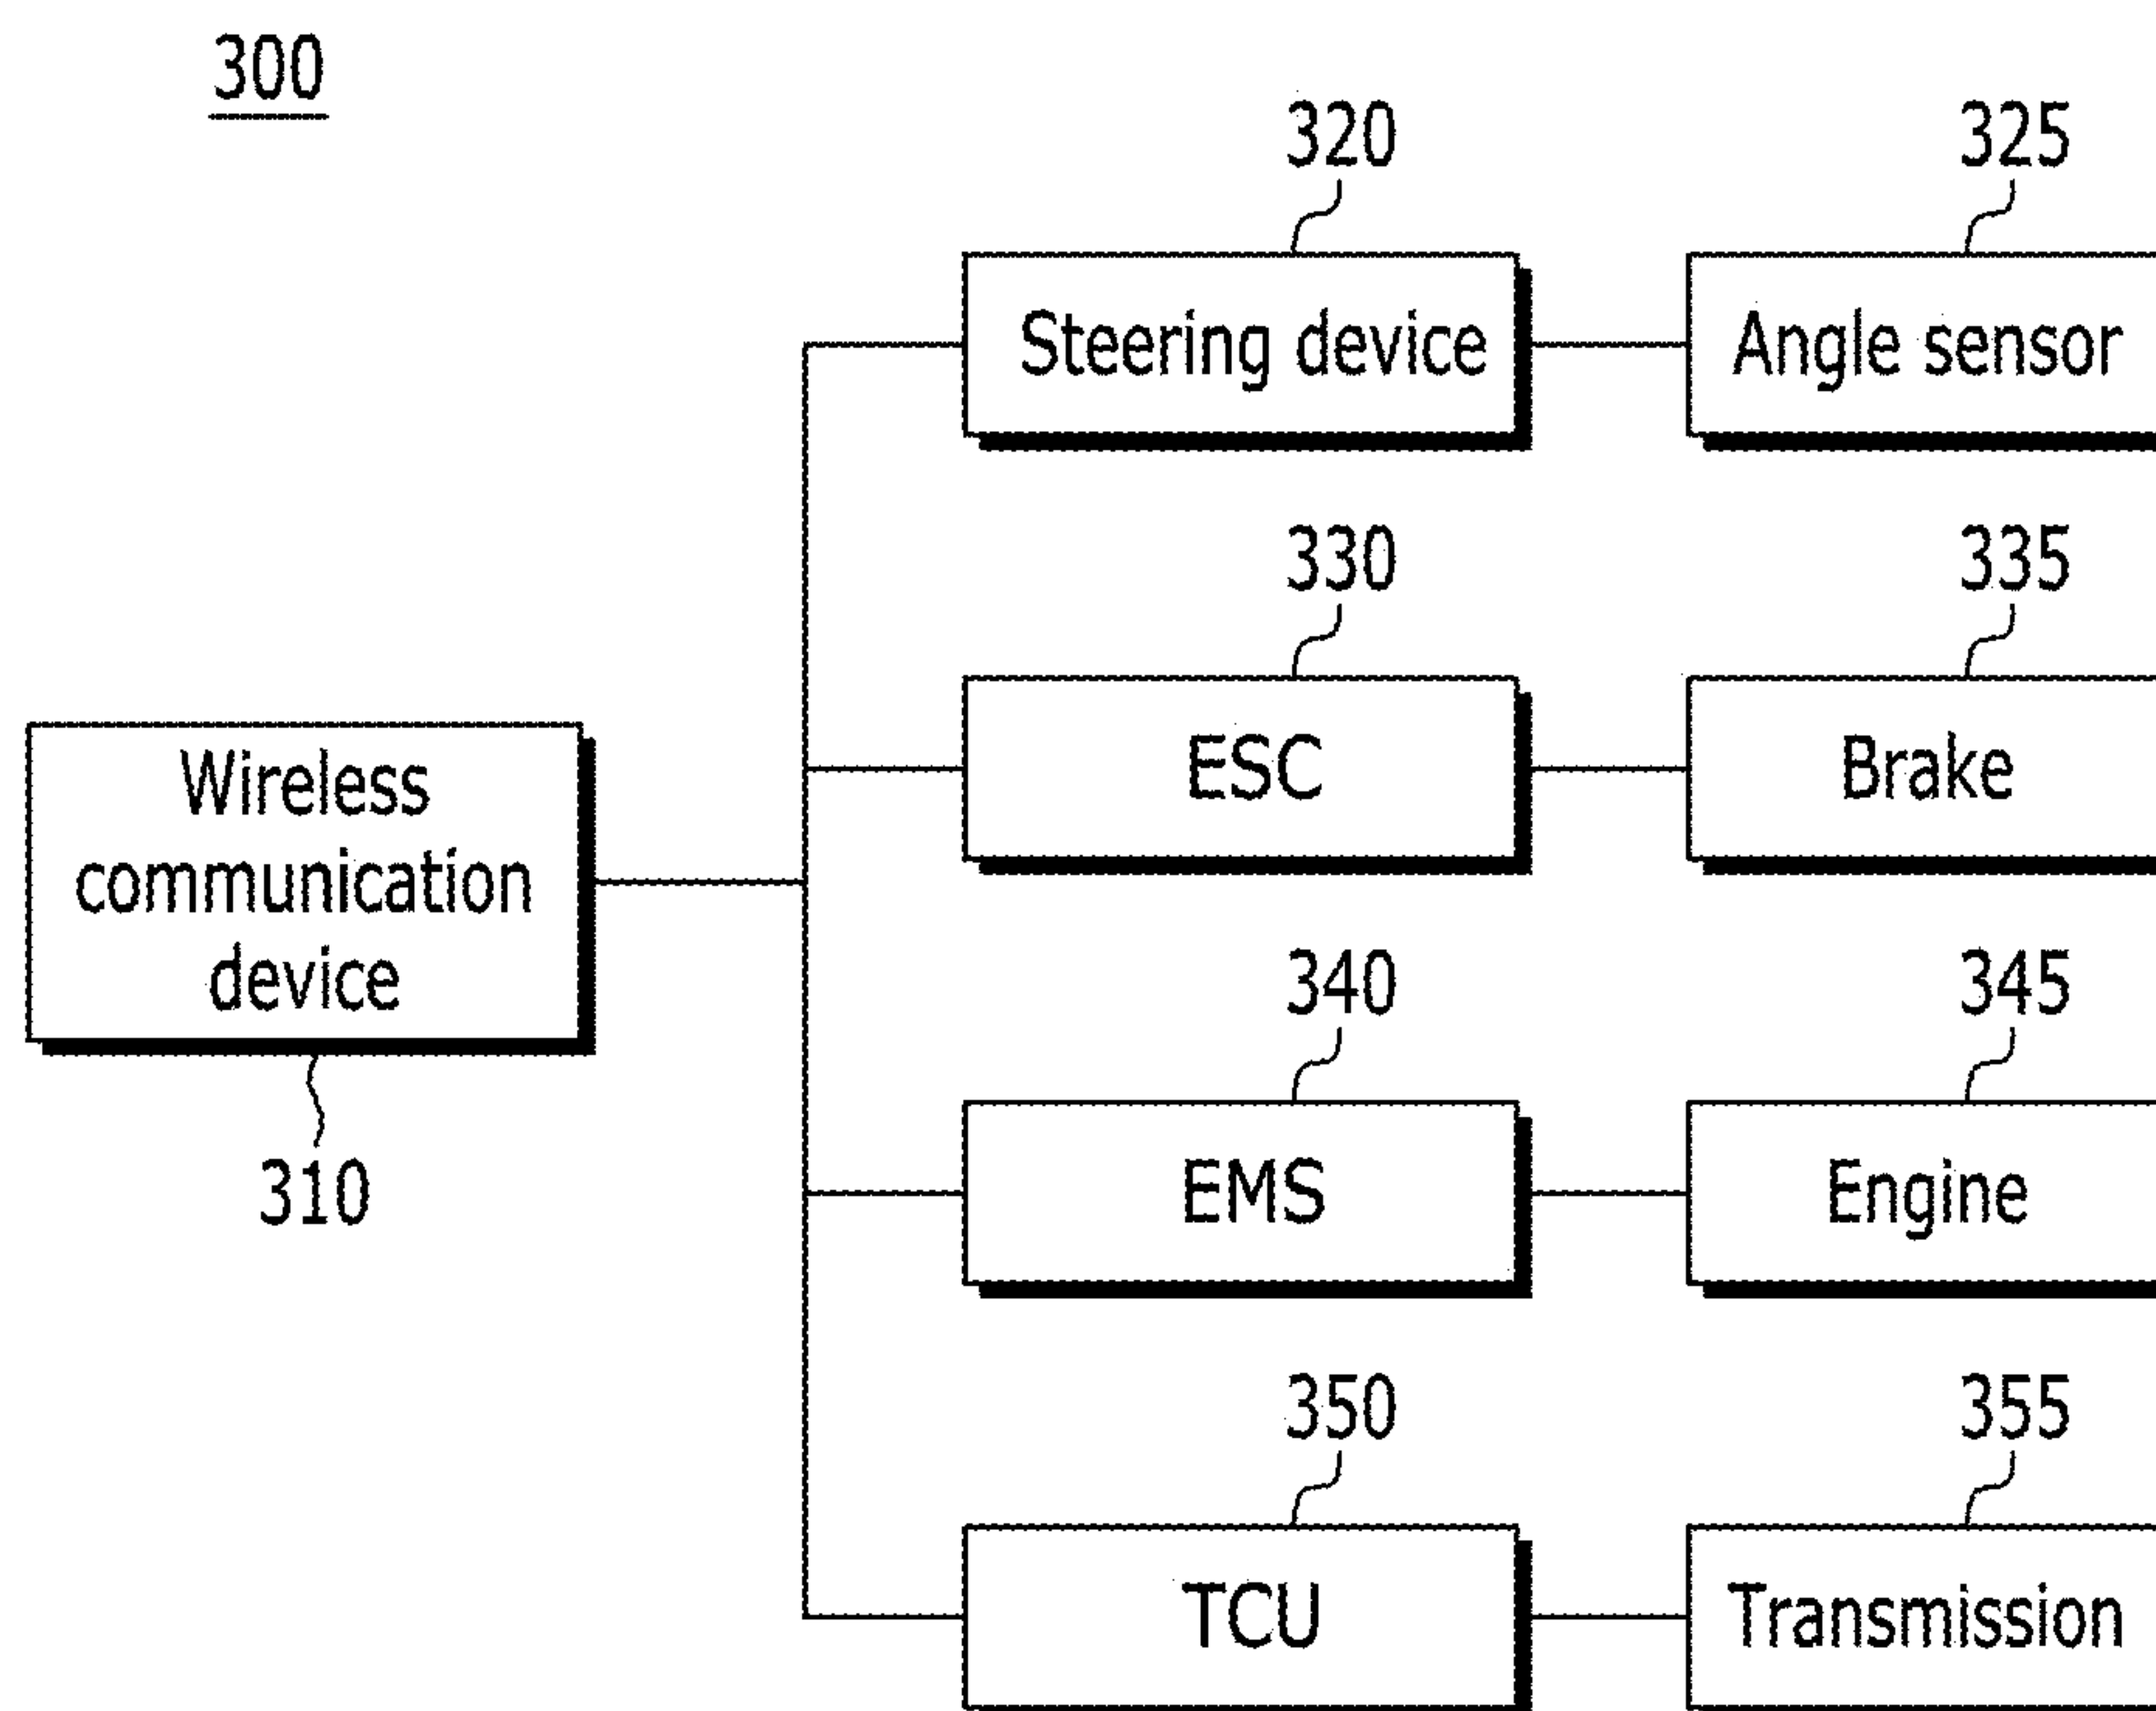 300
320
325
Steering device
Angle sensor
330
335
ESC
Brake
Wireless
communication
device
310
340
345
EMS
Engine
350
355
TCU
Transmission